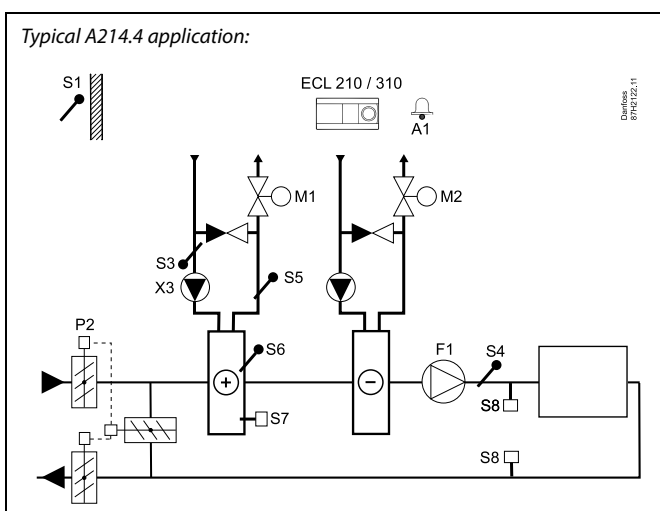 Typical A214.4 application:
S1
ECL 210 / 310
A1
Danfoss
87H2122.11
M1
M2
S3
S5
X3
P2
S6
F1
S4
+
−
S7
S8
S8